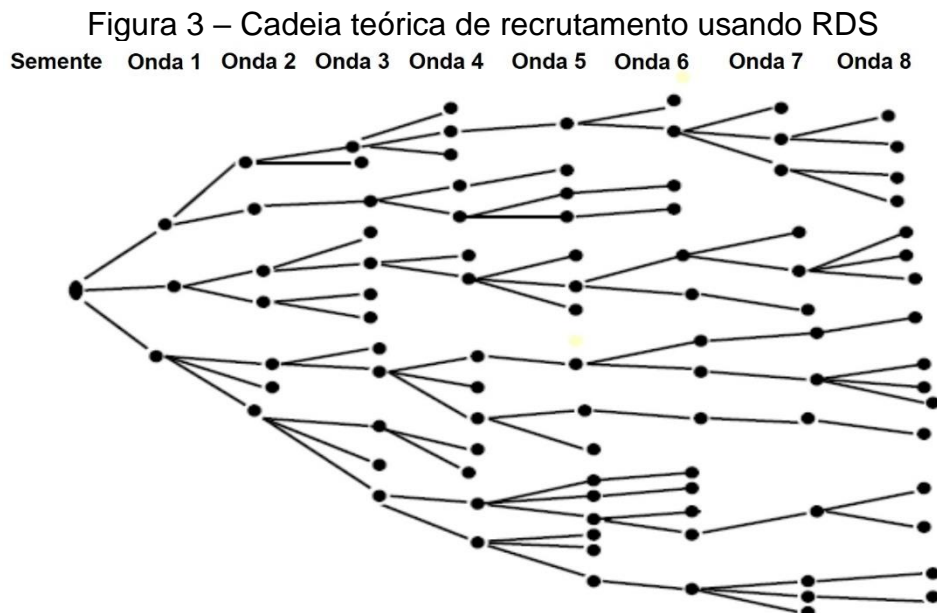 Figura 3 – Cadeia teórica de recrutamento usando RDS
Semente Onda 1 Onda 2 Onda 3 Onda 4 Onda 5 Onda 6 Onda 7 Onda 8